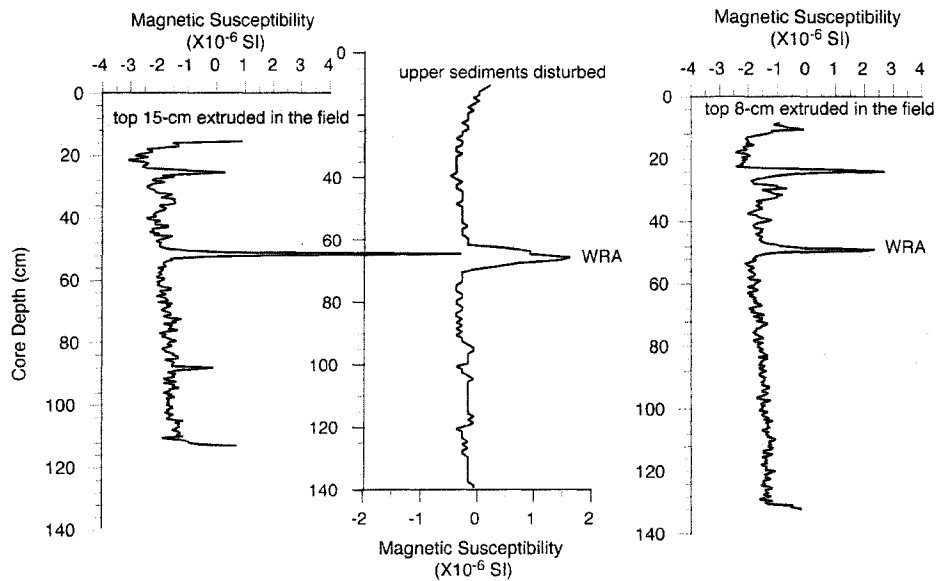 Magnetic Susceptibility
(X10-6 SI)
-4 -3 -2 -1 0 1 2 3 4
0
20
40
60
80
100
120
140
Core Depth (cm)
top 15-cm extruded in the field
0
20
40
60
80
100
120
140
upper sediments disturbed
WRA
-2 -1 0 1 2
Magnetic Susceptibility
(X10-6 SI)
Magnetic Susceptibility
(X10-6 SI)
-4 -3 -2 -1 0 1 2 3 4
0
20
40
60
80
100
120
140
top 8-cm extruded in the field
WRA